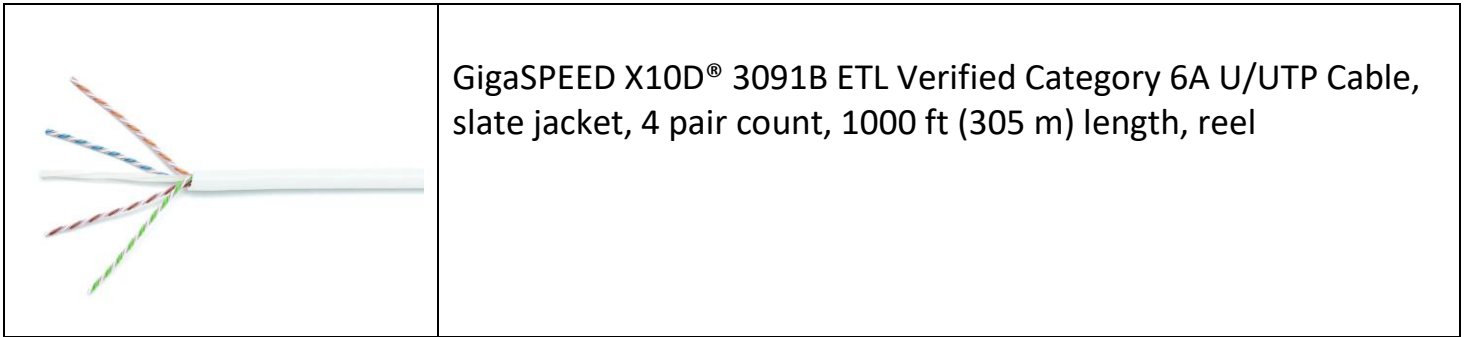 GigaSPEED X10D® 3091B ETL Verified Category 6A U/UTP Cable,
slate jacket, 4 pair count, 1000 ft (305 m) length, reel